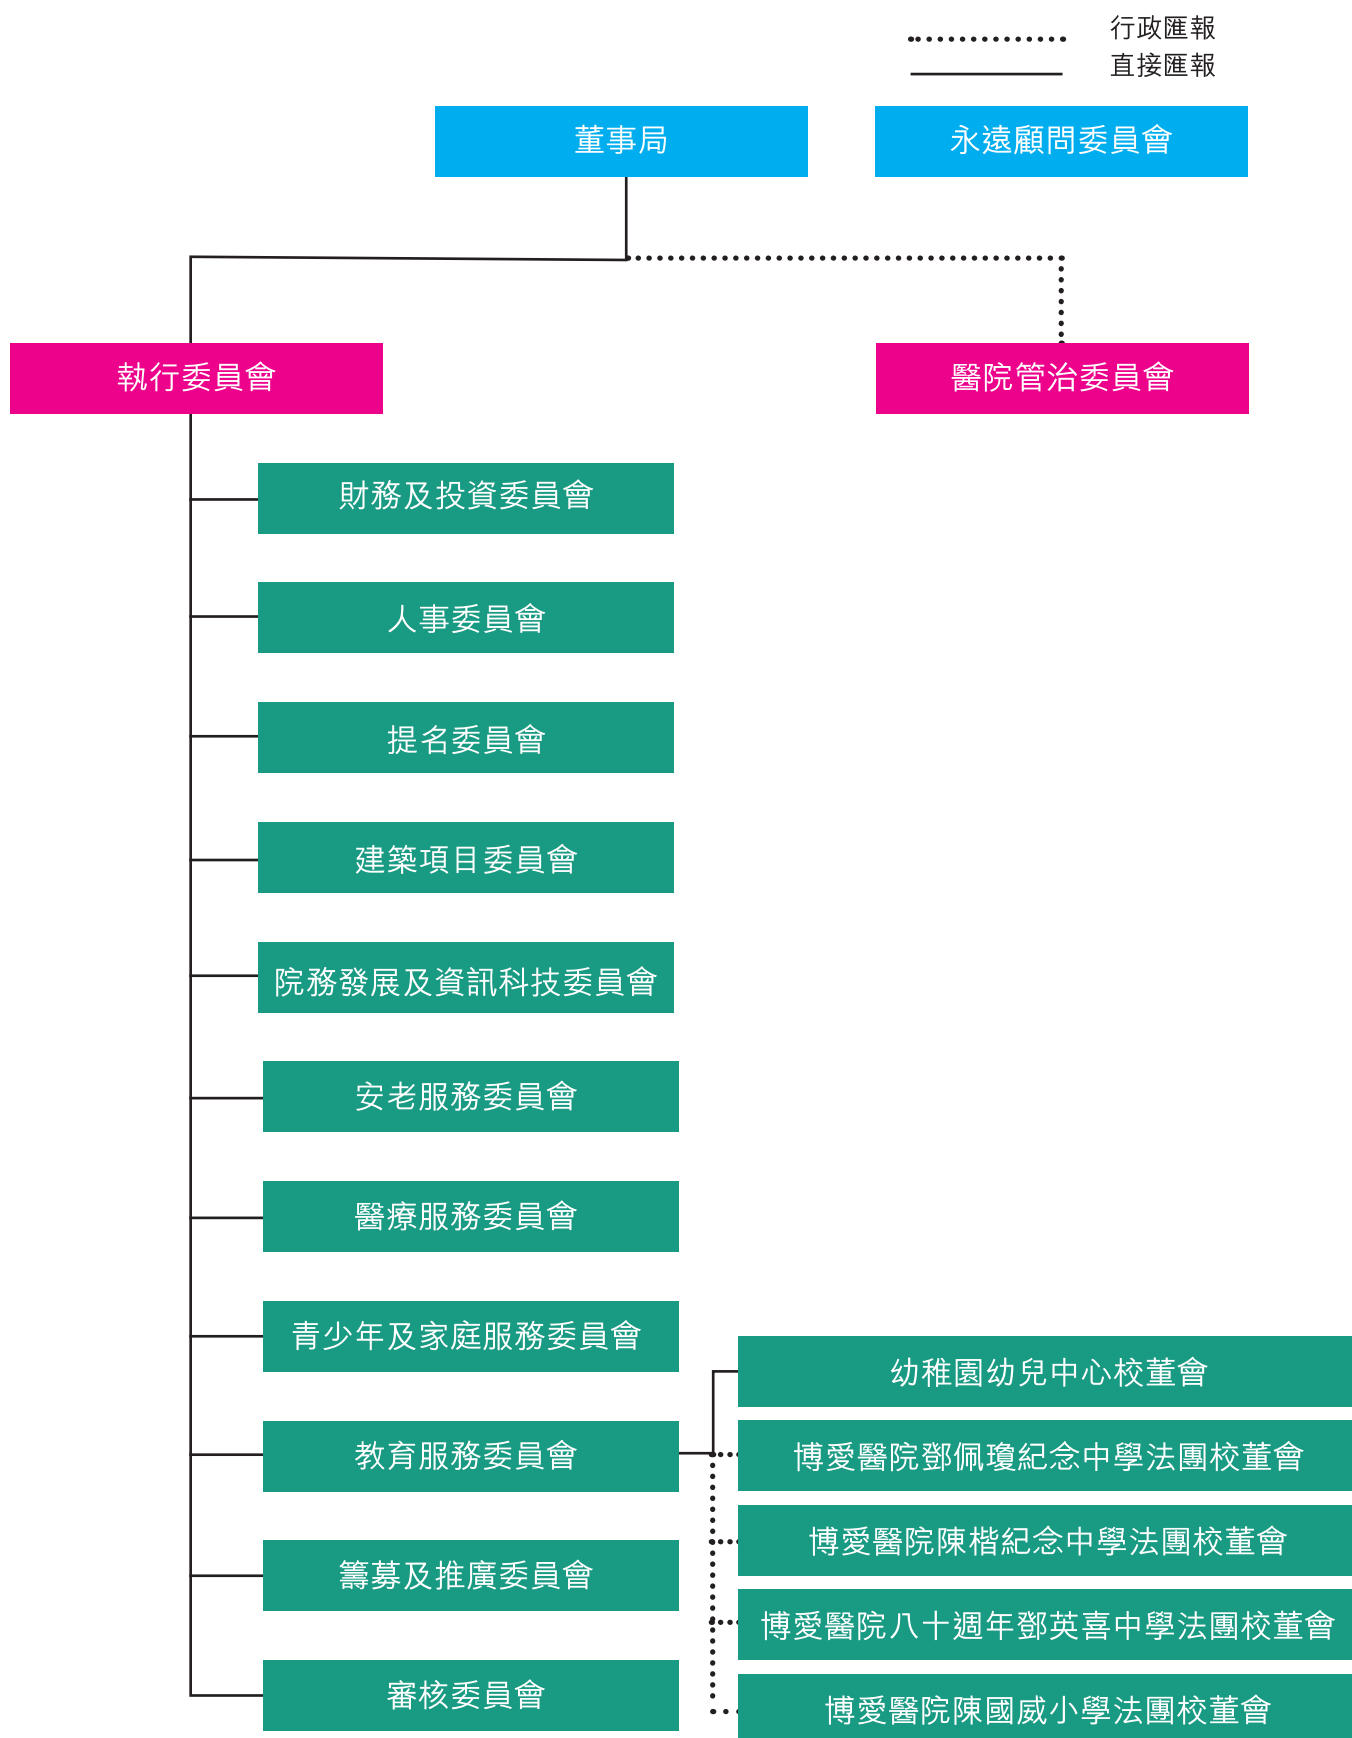 行政匯報
直接匯報
董事局
永遠顧問委員會
執行委員會
醫院管治委員會
財務及投資委員會
人事委員會
提名委員會
建築項目委員會
院務發展及資訊科技委員會
安老服務委員會
醫療服務委員會
青少年及家庭服務委員會
教育服務委員會
籌募及推廣委員會
審核委員會
幼稚園幼兒中心校董會
博愛醫院鄧佩瓊紀念中學法團校董會
博愛醫院陳楷紀念中學法團校董會
博愛醫院八十週年鄧英喜中學法團校董會
博愛醫院陳國威小學法團校董會